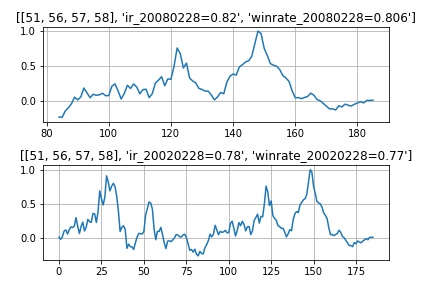 [[51, 56, 57, 58], 'ir_20080228=0.82', 'winrate_20080228=0.806']
1.0
0.5
0.0
80 100 120 140 160 180
[[51, 56, 57, 58], 'ir_20020228=0.78', 'winrate_20020228=0.77']
1.0
0.5
0.0
0 25 50 75 100 125 150 175